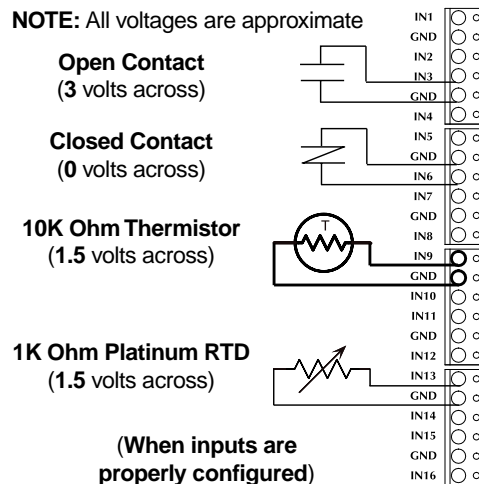 NOTE: All voltages are approximate
Open Contact
(3 volts across)
Closed Contact
(0 volts across)
10K Ohm Thermistor
(1.5 volts across)
T
1K Ohm Platinum RTD
(1.5 volts across)
(When inputs are
properly configured)
IN1
GND
IN2
IN3
GND
IN4
IN5
GND
IN6
IN7
GND
IN8
IN9
GND
IN10
IN11
GND
IN12
IN13
GND
IN14
IN15
GND
IN16